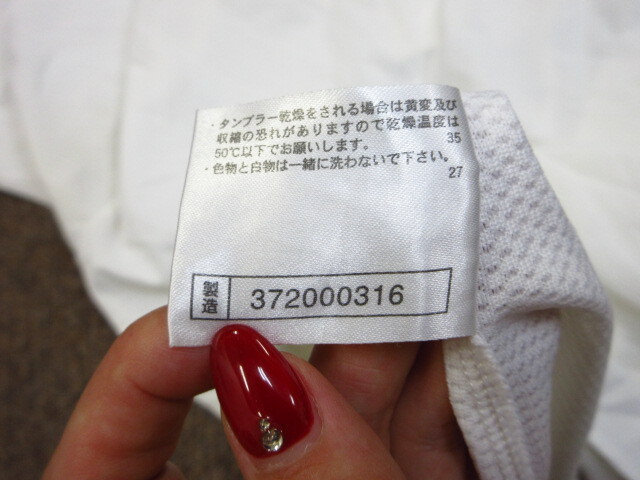 ・タンブラー乾燥をされる場合は黄変及び
収縮の恐れがありますので乾燥温度は
50℃以下でお願いします。 35
・色物と白物は一緒に洗わないで下さい。
27
製造 372000316